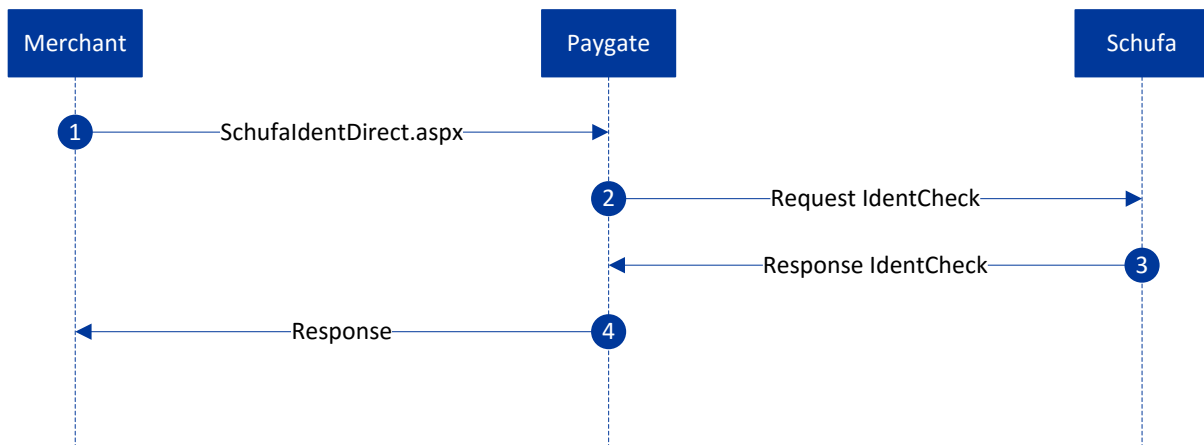 Merchant
Paygate
Schufa
1
SchufaIdentDirect.aspx
2
Request IdentCheck
Response IdentCheck
3
Response
4